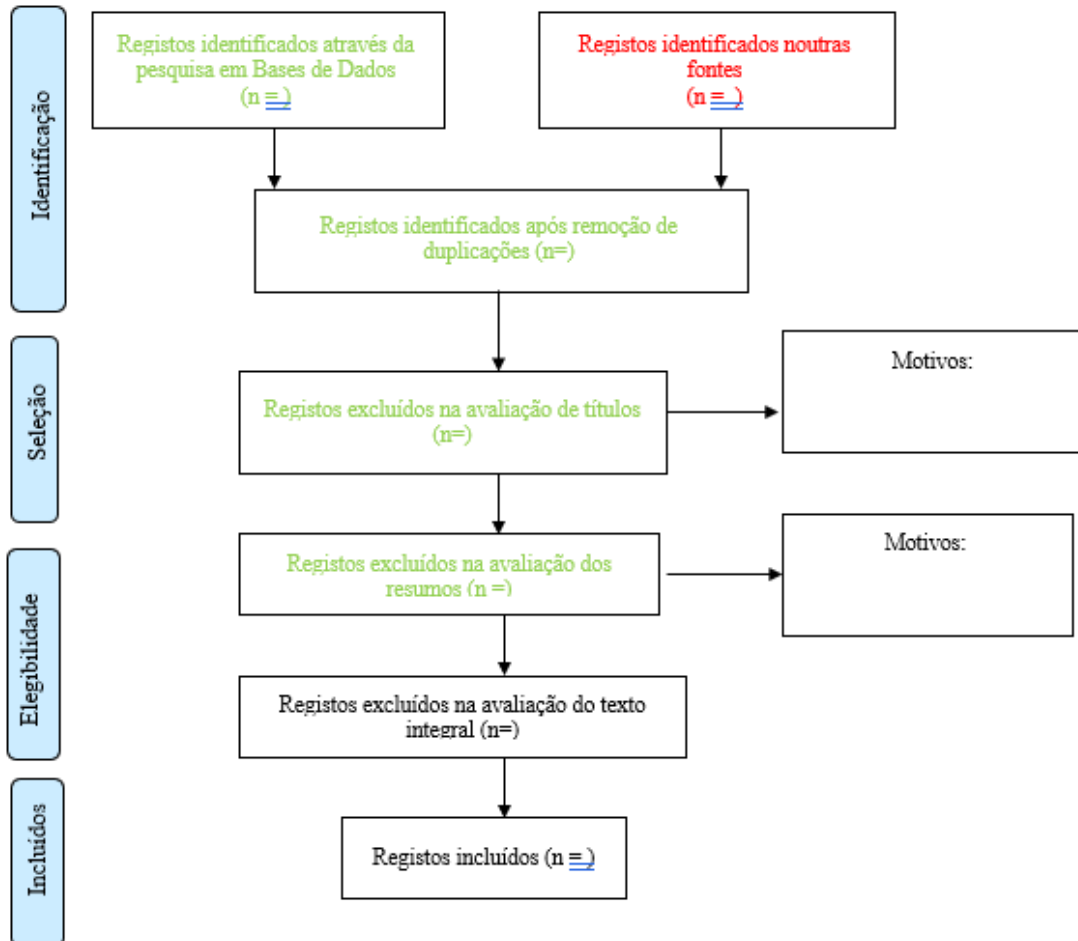 Identificação
Registos identificados através da
pesquisa em Bases de Dados
(n = )
Registos identificados noutras
fontes
(n = )
Registos identificados após remoção de
duplicações (n=)
Seleção
Registos excluídos na avaliação de títulos
(n=)
Motivos:
Elegibilidade
Registos excluídos na avaliação dos
resumos (n =)
Motivos:
Registos excluídos na avaliação do texto
integral (n=)
Incluídos
Registos incluídos (n = )